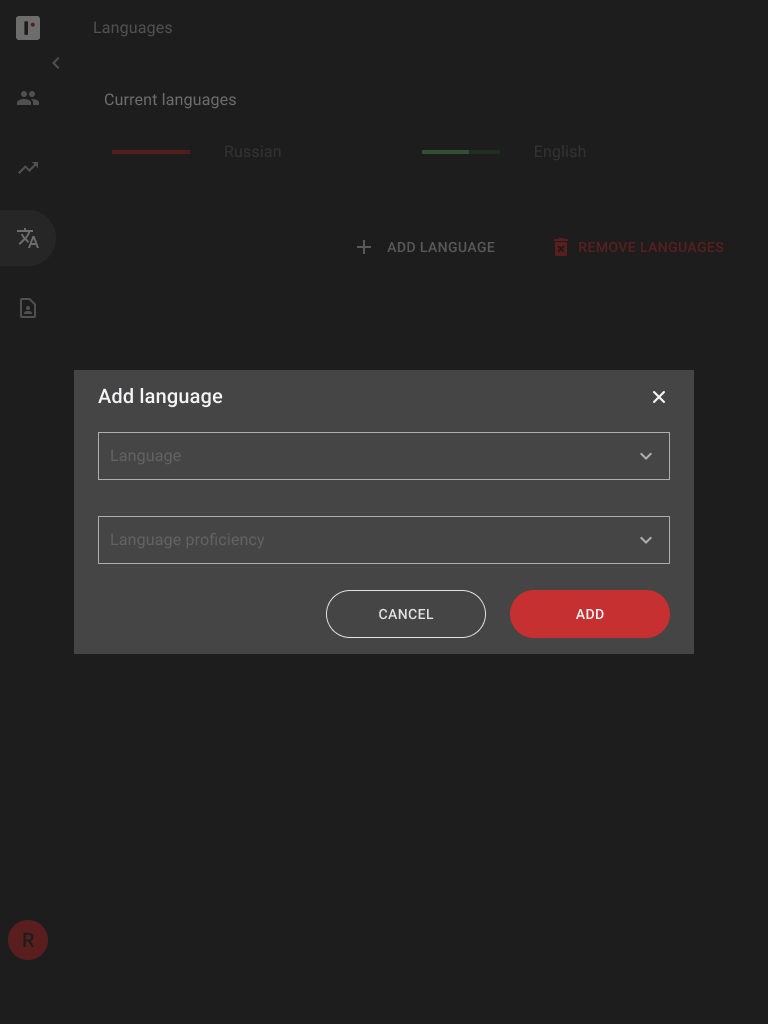 Languages
Current languages
Russian
English
ADD LANGUAGE
REMOVE LANGUAGES
Add language
Language
Language proficiency
CANCEL
ADD
R